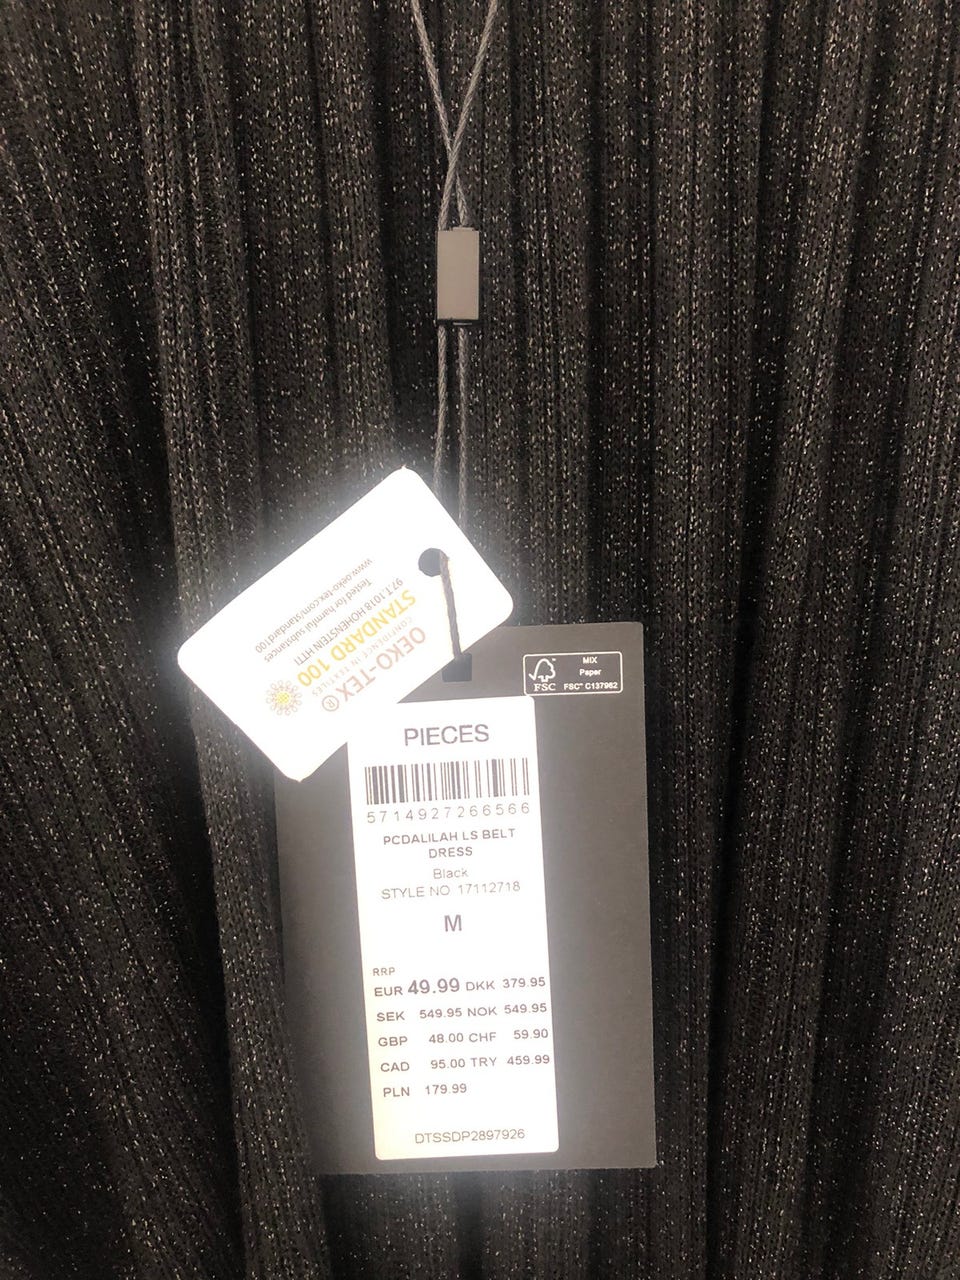 OEKO-TEX®
CONFIDENCE IN TEXTILES
STANDARD 100
97.T.1018 HOHENSTEIN HTTI
Tested for harmful substances
www.oeko-tex.com/standard100
FSC
MIX
Paper
FSC™ C137962
PIECES
5714927266566
PCDALILAH LS BELT
DRESS
Black
STYLE NO 17112718
M
RRP
EUR 49.99 DKK 379.95
SEK 549.95 NOK 549.95
GBP 48.00 CHF 59.90
CAD 95.00 TRY 459.99
PLN 179.99
DTSSDP2897926